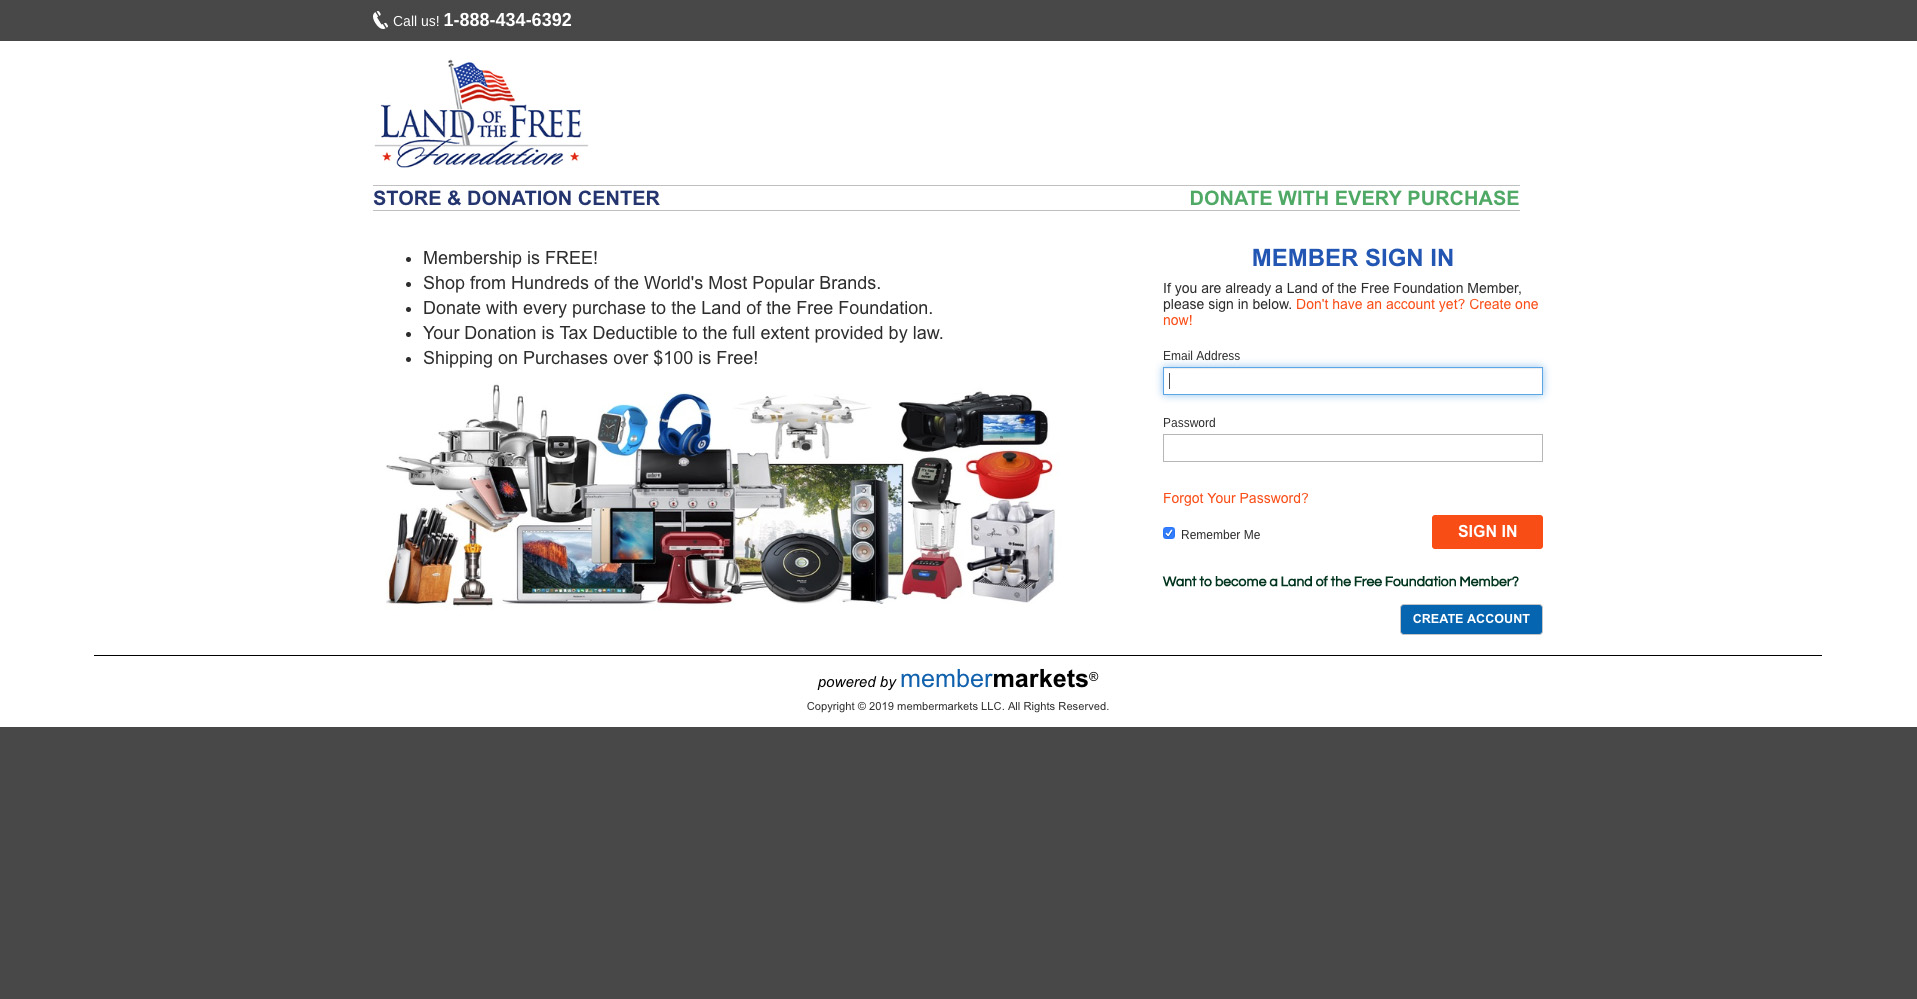 Call us! 1-888-434-6392
LAND OF THE FREE
Foundation
STORE & DONATION CENTER
DONATE WITH EVERY PURCHASE
Membership is FREE!
Shop from Hundreds of the World's Most Popular Brands.
Donate with every purchase to the Land of the Free Foundation.
Your Donation is Tax Deductible to the full extent provided by law.
Shipping on Purchases over $100 is Free!
MEMBER SIGN IN
If you are already a Land of the Free Foundation Member,
please sign in below. Don't have an account yet? Create one
now!
Email Address
Password
Forgot Your Password?
Remember Me
SIGN IN
Want to become a Land of the Free Foundation Member?
CREATE ACCOUNT
powered by membermarkets®
Copyright © 2019 membermarkets LLC. All Rights Reserved.